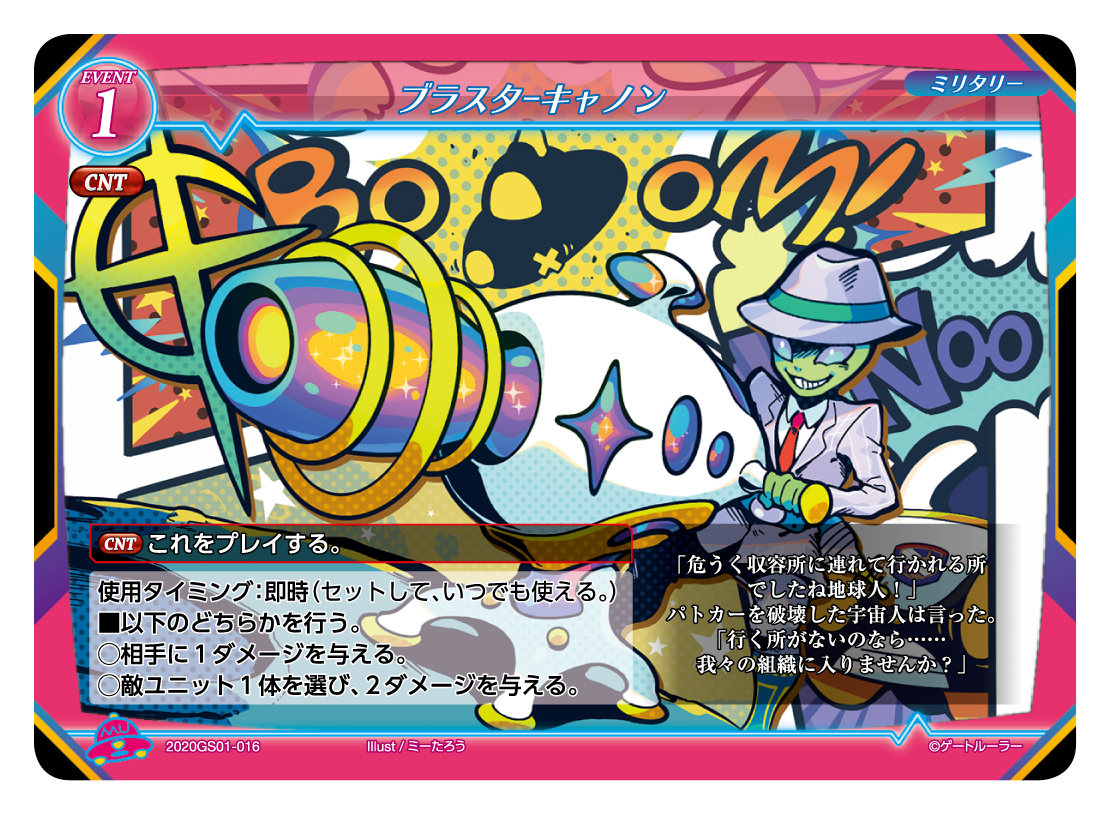 EVENT
1
ブラスターキャノン
ミリタリー
CNT
BOOOM!
NOO
CNT これをプレイする。
使用タイミング:即時(セットして、いつでも使える。)
■以下のどちらかを行う。
○相手に1ダメージを与える。
○敵ユニット1体を選び、2ダメージを与える。
「危うく収容所に連れて行かれる所
でしたね地球人!」
パトカーを破壊した宇宙人は言った。
「行く所がないのなら……
我々の組織に入りませんか?」
MU
2020GS01-016
Illust / ミーたろう
©ゲートルーラー